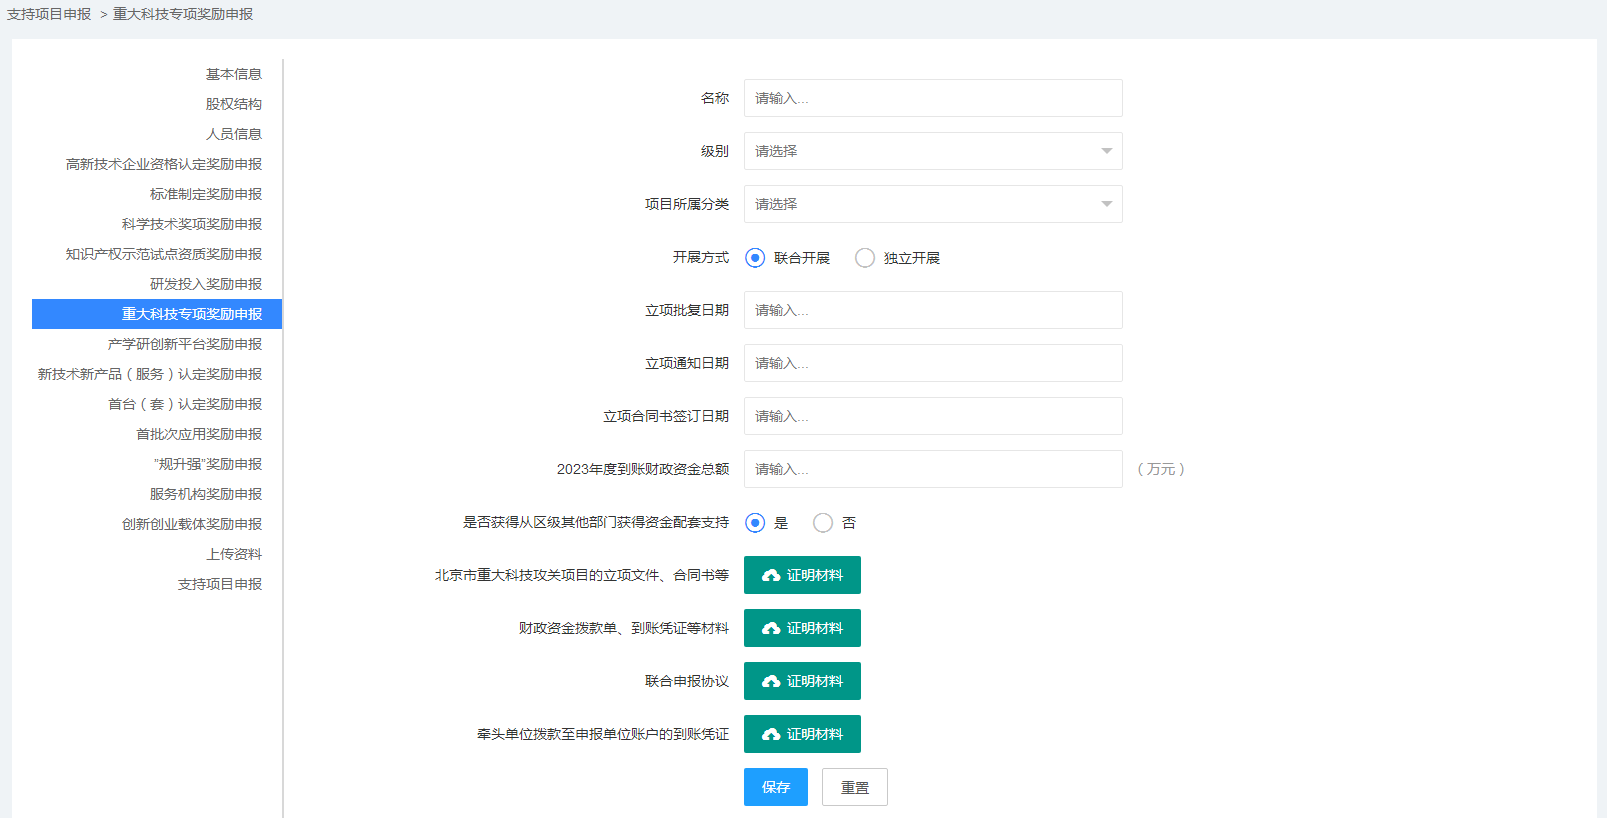 支持项目申报 > 重大科技专项奖励申报
基本信息
股权结构
人员信息
高新技术企业资格认定奖励申报
标准制定奖励申报
科学技术奖项奖励申报
知识产权示范试点资质奖励申报
研发投入奖励申报
重大科技专项奖励申报
产学研创新平台奖励申报
新技术新产品（服务）认定奖励申报
首台（套）认定奖励申报
首批次应用奖励申报
"规升强"奖励申报
服务机构奖励申报
创新创业载体奖励申报
上传资料
支持项目申报
名称 请输入...
级别 请选择
项目所属分类 请选择
开展方式 联合开展 独立开展
立项批复日期 请输入...
立项通知日期 请输入...
立项合同书签订日期 请输入...
2023年度到账财政资金总额 请输入... （万元）
是否获得从区级其他部门获得资金配套支持 是 否
北京市重大科技攻关项目的立项文件、合同书等 证明材料
财政资金拨款单、到账凭证等材料 证明材料
联合申报协议 证明材料
牵头单位拨款至申报单位账户的到账凭证 证明材料
保存 重置